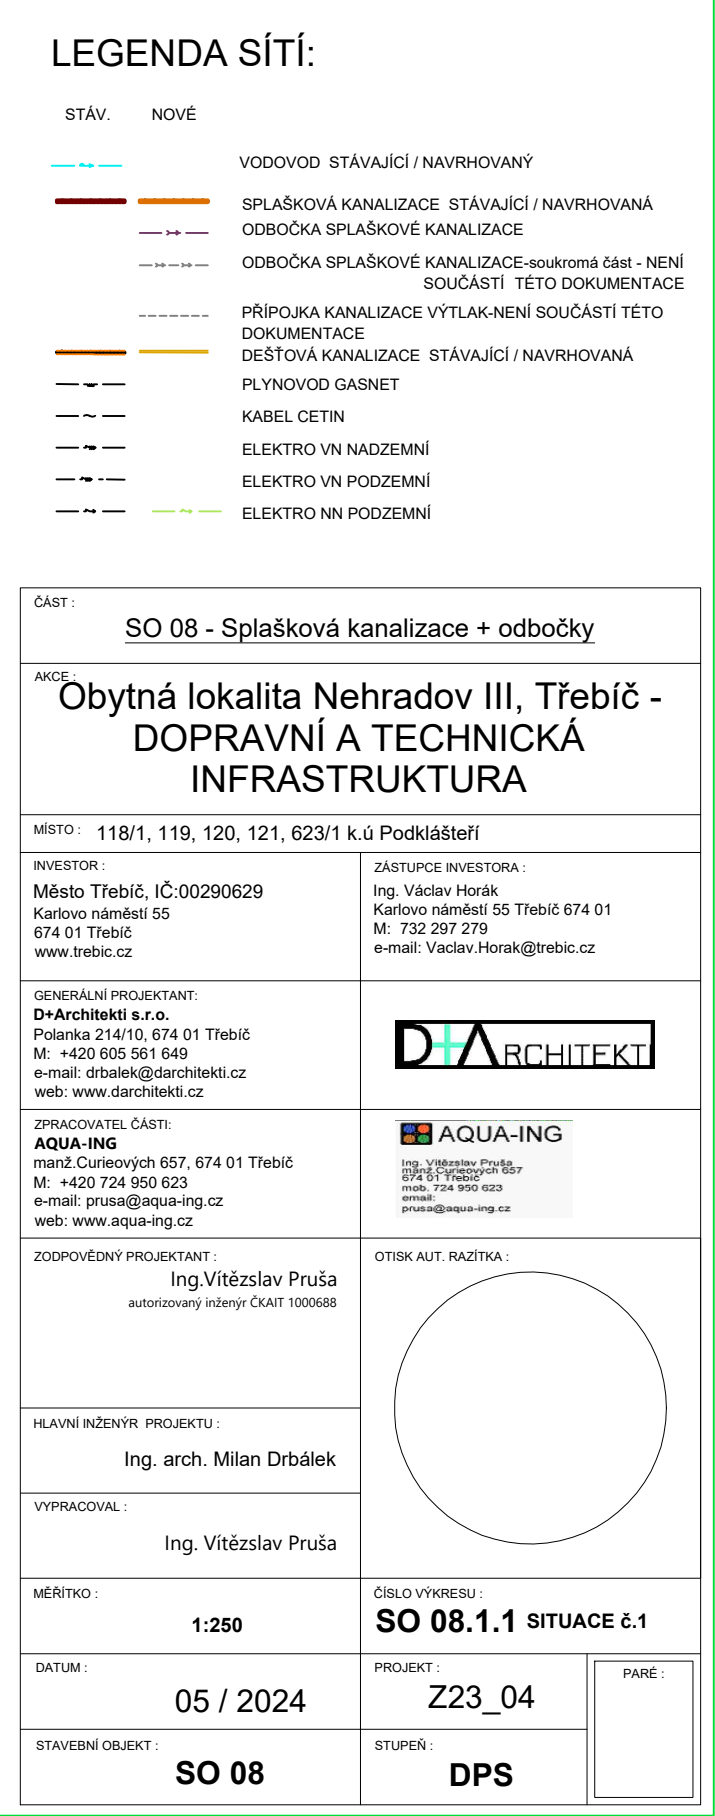 LEGENDA SÍTÍ:
STÁV. NOVÉ
VODOVOD STÁVAJÍCÍ / NAVRHOVANÝ
SPLAŠKOVÁ KANALIZACE STÁVAJÍCÍ / NAVRHOVANÁ
ODBOČKA SPLAŠKOVÉ KANALIZACE
ODBOČKA SPLAŠKOVÉ KANALIZACE-soukromá část - NENÍ
SOUČÁSTÍ TÉTO DOKUMENTACE
PŘÍPOJKA KANALIZACE VÝTLAK-NENÍ SOUČÁSTÍ TÉTO
DOKUMENTACE
DEŠŤOVÁ KANALIZACE STÁVAJÍCÍ / NAVRHOVANÁ
PLYNOVOD GASNET
KABEL CETIN
ELEKTRO VN NADZEMNÍ
ELEKTRO VN PODZEMNÍ
ELEKTRO NN PODZEMNÍ
ČÁST :
SO 08 - Splašková kanalizace + odbočky
AKCE :
Obytná lokalita Nehradov III, Třebíč -
DOPRAVNÍ A TECHNICKÁ
INFRASTRUKTURA
MÍSTO : 118/1, 119, 120, 121, 623/1 k.ú Podklášteří
INVESTOR :
Město Třebíč, IČ:00290629
Karlovo náměstí 55
674 01 Třebíč
www.trebic.cz
ZÁSTUPCE INVESTORA :
Ing. Václav Horák
Karlovo náměstí 55 Třebíč 674 01
M: 732 297 279
e-mail: Vaclav.Horak@trebic.cz
GENERÁLNÍ PROJEKTANT:
D+Architekti s.r.o.
Polanka 214/10, 674 01 Třebíč
M: +420 605 561 649
e-mail: drbalek@darchitekti.cz
web: www.darchitekti.cz
D+ARCHITEKTI
ZPRACOVATEL ČÁSTI:
AQUA-ING
manž.Curieových 657, 674 01 Třebíč
M: +420 724 950 623
e-mail: prusa@aqua-ing.cz
web: www.aqua-ing.cz
AQUA-ING
Ing. Vítězslav Pruša
manž.Curieových 657
674 01 Třebíč
mob. 724 950 623
email:
prusa@aqua-ing.cz
ZODPOVĚDNÝ PROJEKTANT :
Ing.Vítězslav Pruša
autorizovaný inženýr ČKAIT 1000688
OTISK AUT. RAZÍTKA :
HLAVNÍ INŽENÝR PROJEKTU :
Ing. arch. Milan Drbálek
VYPRACOVAL :
Ing. Vítězslav Pruša
MĚŘÍTKO :
1:250
ČÍSLO VÝKRESU :
SO 08.1.1 SITUACE č.1
DATUM :
05 / 2024
PROJEKT :
Z23_04
PARÉ :
STAVEBNÍ OBJEKT :
SO 08
STUPEŇ :
DPS